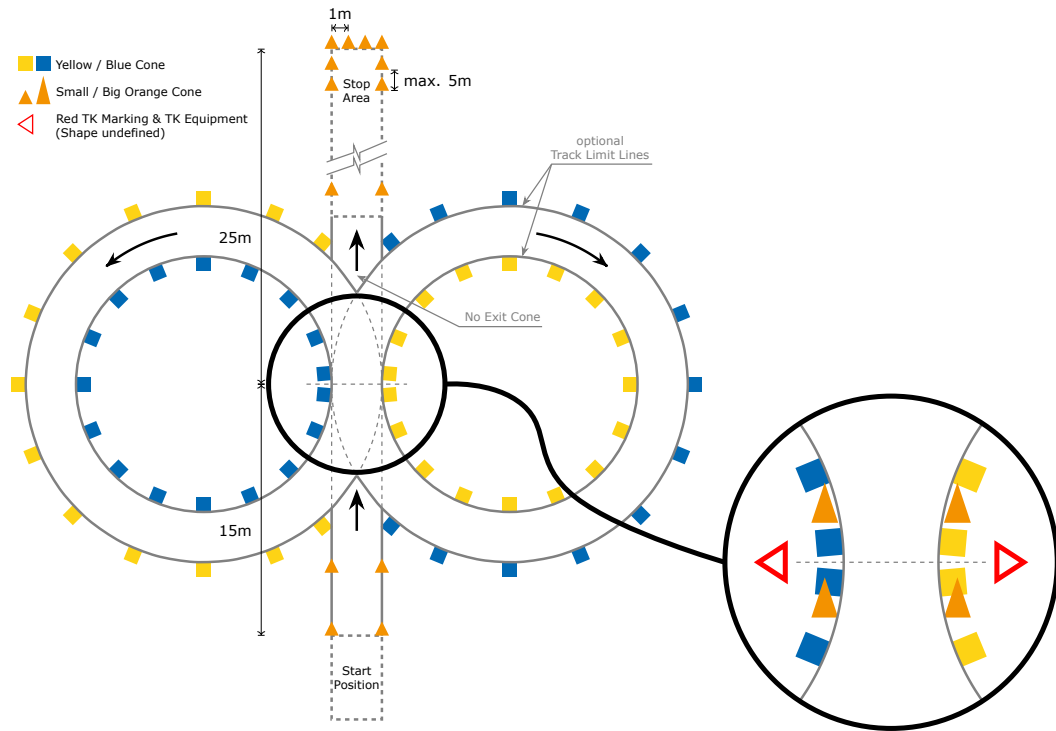 1m
Yellow / Blue Cone
Small / Big Orange Cone
Red TK Marking & TK Equipment
(Shape undefined)
Stop
Area
max. 5m
optional
Track Limit Lines
25m
No Exit Cone
15m
Start
Position